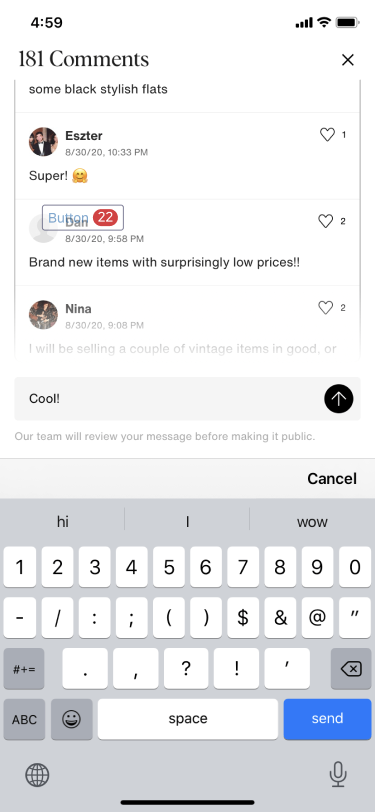 4:59
181 Comments
some black stylish flats
Eszter
1
8/30/20, 10:33 PM
Super! 🤗
Button 22
Dan
2
8/30/20, 9:58 PM
Brand new items with surprisingly low prices!!
Nina
2
8/30/20, 9:08 PM
I will be selling a couple of vintage items in good, or
Cool!
Our team will review your message before making it public.
Cancel
hi I wow
1 2 3 4 5 6 7 8 9 0
- / : ; ( ) $ & @ "
#+= . , ? ! '
ABC space send